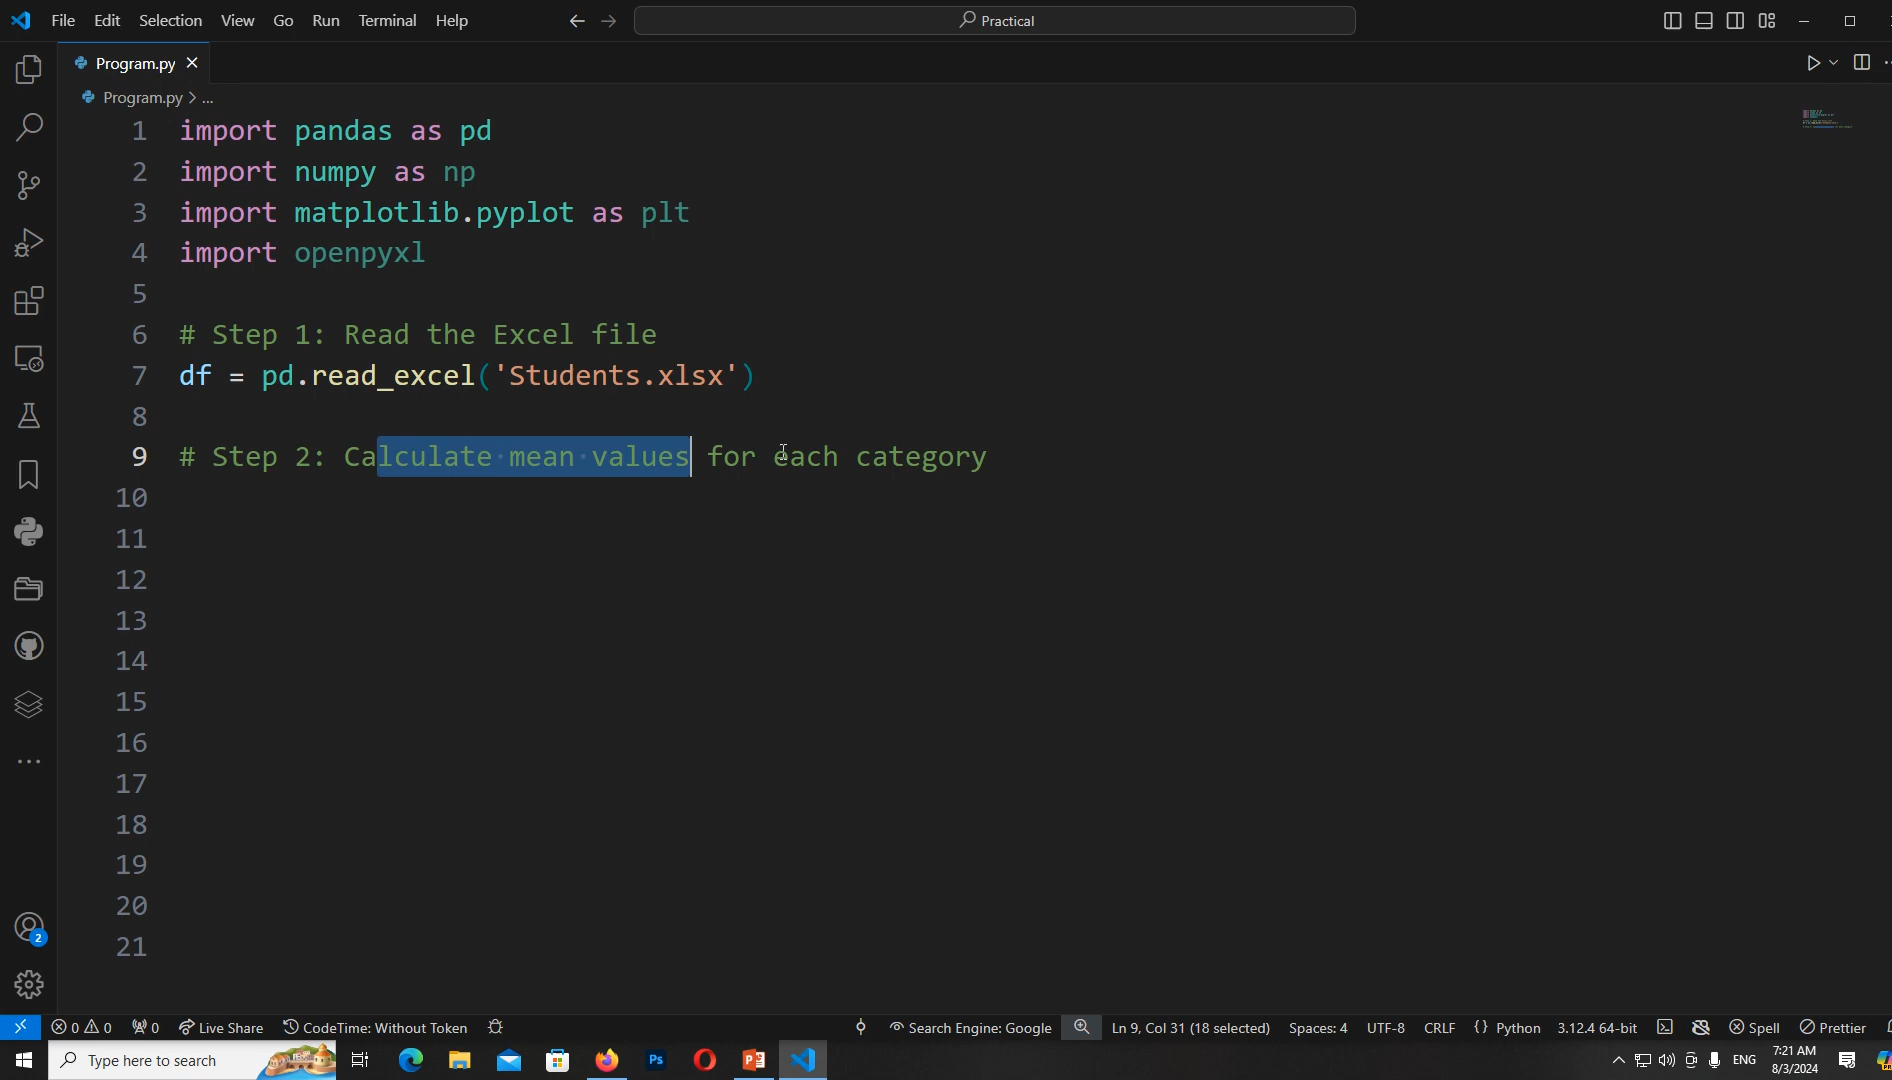 File Edit Selection View Go Run Terminal Help
Practical
Program.py
Program.py > ...
1 import pandas as pd
2 import numpy as np
3 import matplotlib.pyplot as plt
4 import openpyxl
5
6 # Step 1: Read the Excel file
7 df = pd.read_excel('Students.xlsx')
8
9 # Step 2: Calculate mean values for each category
10
11
12
13
14
15
16
17
18
19
20
21
2
0 0 0 Live Share CodeTime: Without Token Search Engine: Google Ln 9, Col 31 (18 selected) Spaces: 4 UTF-8 CRLF {} Python 3.12.4 64-bit Spell Prettier
Type here to search Ps ENG 7:21 AM
8/3/2024